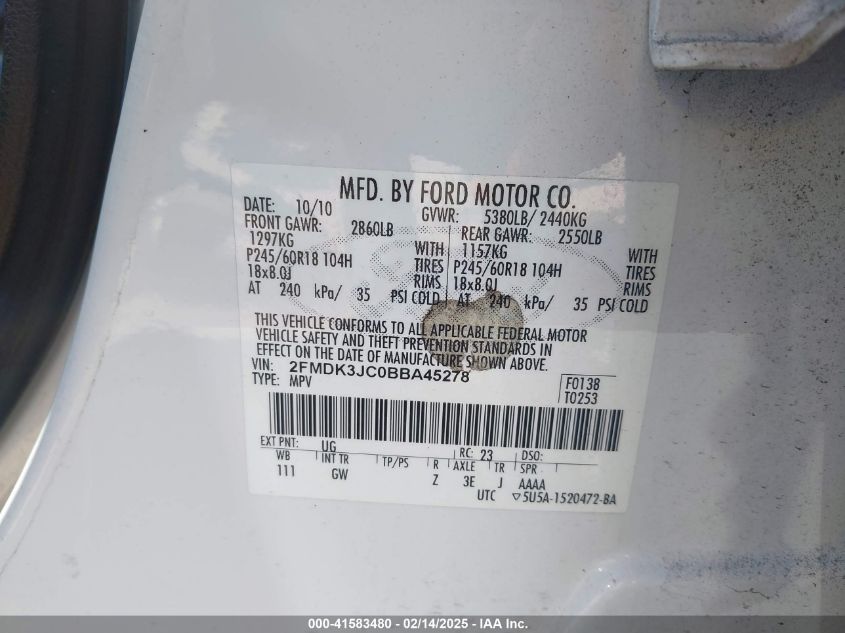 MFD. BY FORD MOTOR CO.
DATE: 10/10 GVWR: 5380LB/ 2440KG
FRONT GAWR: 2860LB REAR GAWR: 2550LB
1297KG WITH 1157KG WITH
P245/60R18 104H TIRES P245/60R18 104H TIRES
18x8.0J RIMS 18x8.0J RIMS
AT 240 kPa/ 35 PSI COLD AT 240 kPa/ 35 PSI COLD
THIS VEHICLE CONFORMS TO ALL APPLICABLE FEDERAL MOTOR
VEHICLE SAFETY AND THEFT PREVENTION STANDARDS IN
EFFECT ON THE DATE OF MANUFACTURE SHOWN ABOVE.
VIN: 2FMDK3JC0BBA45278 F0138
TYPE: MPV T0253
EXT PNT: UG RC: 23 DSO:
WB INT TR TP/PS R AXLE TR SPR
111 GW Z 3E J AAAA
UTC ▽5U5A-1520472-BA
000-41583480 - 02/14/2025 - IAA Inc.